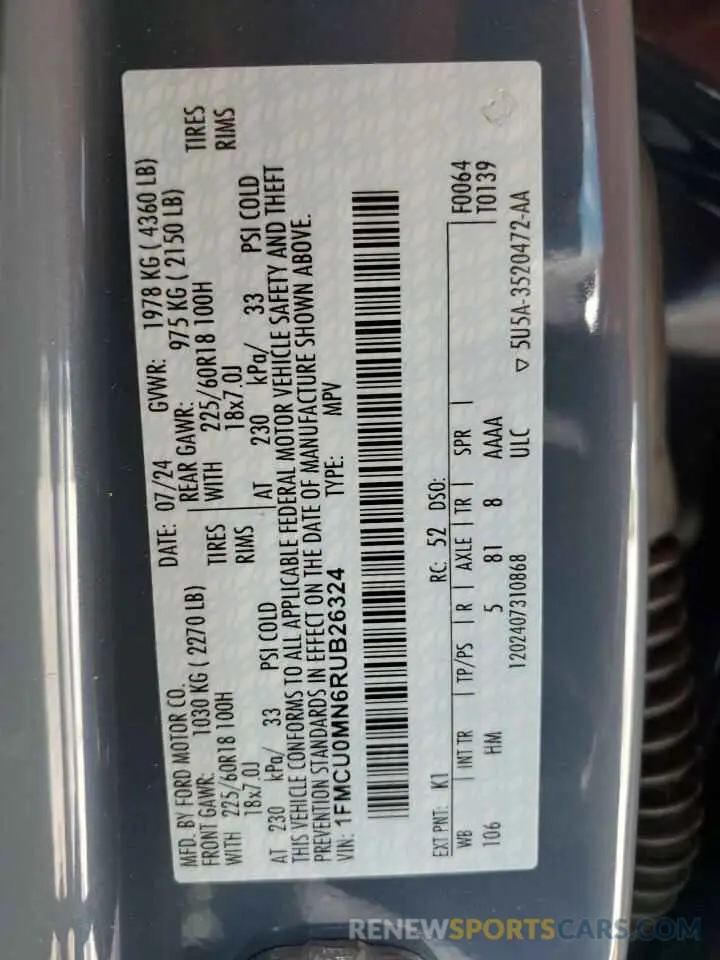 MFD. BY FORD MOTOR CO.
DATE: 07/24 GVWR: 1978 KG ( 4360 LB)
FRONT GAWR: 1030 KG ( 2270 LB)
REAR GAWR: 975 KG ( 2150 LB)
WITH 225/60R18 100H TIRES
WITH 225/60R18 100H TIRES
18x7.0J RIMS
18x7.0J RIMS
AT 230 kPa/ 33 PSI COLD
AT 230 kPa/ 33 PSI COLD
THIS VEHICLE CONFORMS TO ALL APPLICABLE FEDERAL MOTOR VEHICLE SAFETY AND THEFT
PREVENTION STANDARDS IN EFFECT ON THE DATE OF MANUFACTURE SHOWN ABOVE.
VIN: 1FMCU0MN6RUB26324 TYPE: MPV
EXT PNT: K1 RC: 52 DSO: F0064
WB INT TR TP/PS R AXLE TR SPR T0139
106 HM 5 81 8 AAAA
ULC
1202407310868 5U5A-3520472-AA
RENEWSPORTSCARS.COM